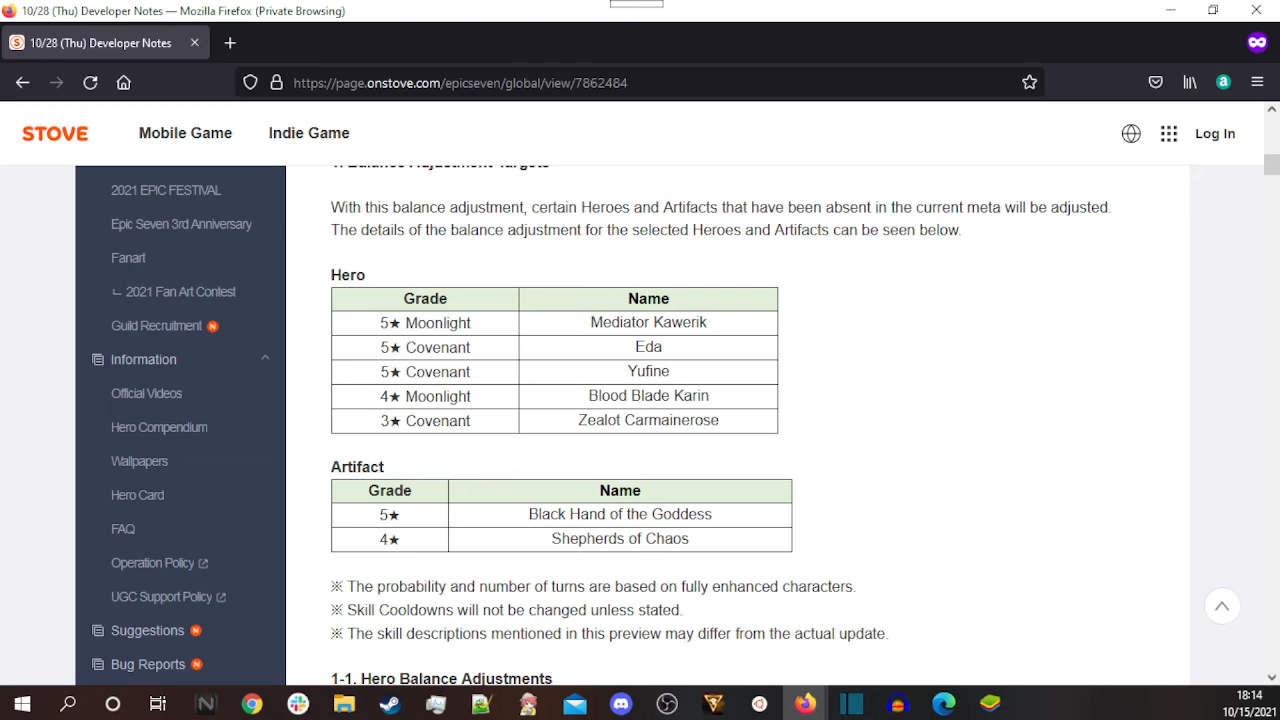 10/28 (Thu) Developer Notes — Mozilla Firefox (Private Browsing)
10/28 (Thu) Developer Notes
https://page.onstove.com/epicseven/global/view/7862484
STOVE Mobile Game Indie Game Log In
1. Balance Adjustment Targets
2021 EPIC FESTIVAL
Epic Seven 3rd Anniversary
Fanart
ㄴ 2021 Fan Art Contest
Guild Recruitment N
Information
Official Videos
Hero Compendium
Wallpapers
Hero Card
FAQ
Operation Policy
UGC Support Policy
Suggestions N
Bug Reports N
With this balance adjustment, certain Heroes and Artifacts that have been absent in the current meta will be adjusted.
The details of the balance adjustment for the selected Heroes and Artifacts can be seen below.
Hero
Grade Name
5★ Moonlight Mediator Kawerik
5★ Covenant Eda
5★ Covenant Yufine
4★ Moonlight Blood Blade Karin
3★ Covenant Zealot Carmainerose
Artifact
Grade Name
5★ Black Hand of the Goddess
4★ Shepherds of Chaos
※ The probability and number of turns are based on fully enhanced characters.
※ Skill Cooldowns will not be changed unless stated.
※ The skill descriptions mentioned in this preview may differ from the actual update.
1-1. Hero Balance Adjustments
18:14
10/15/2021